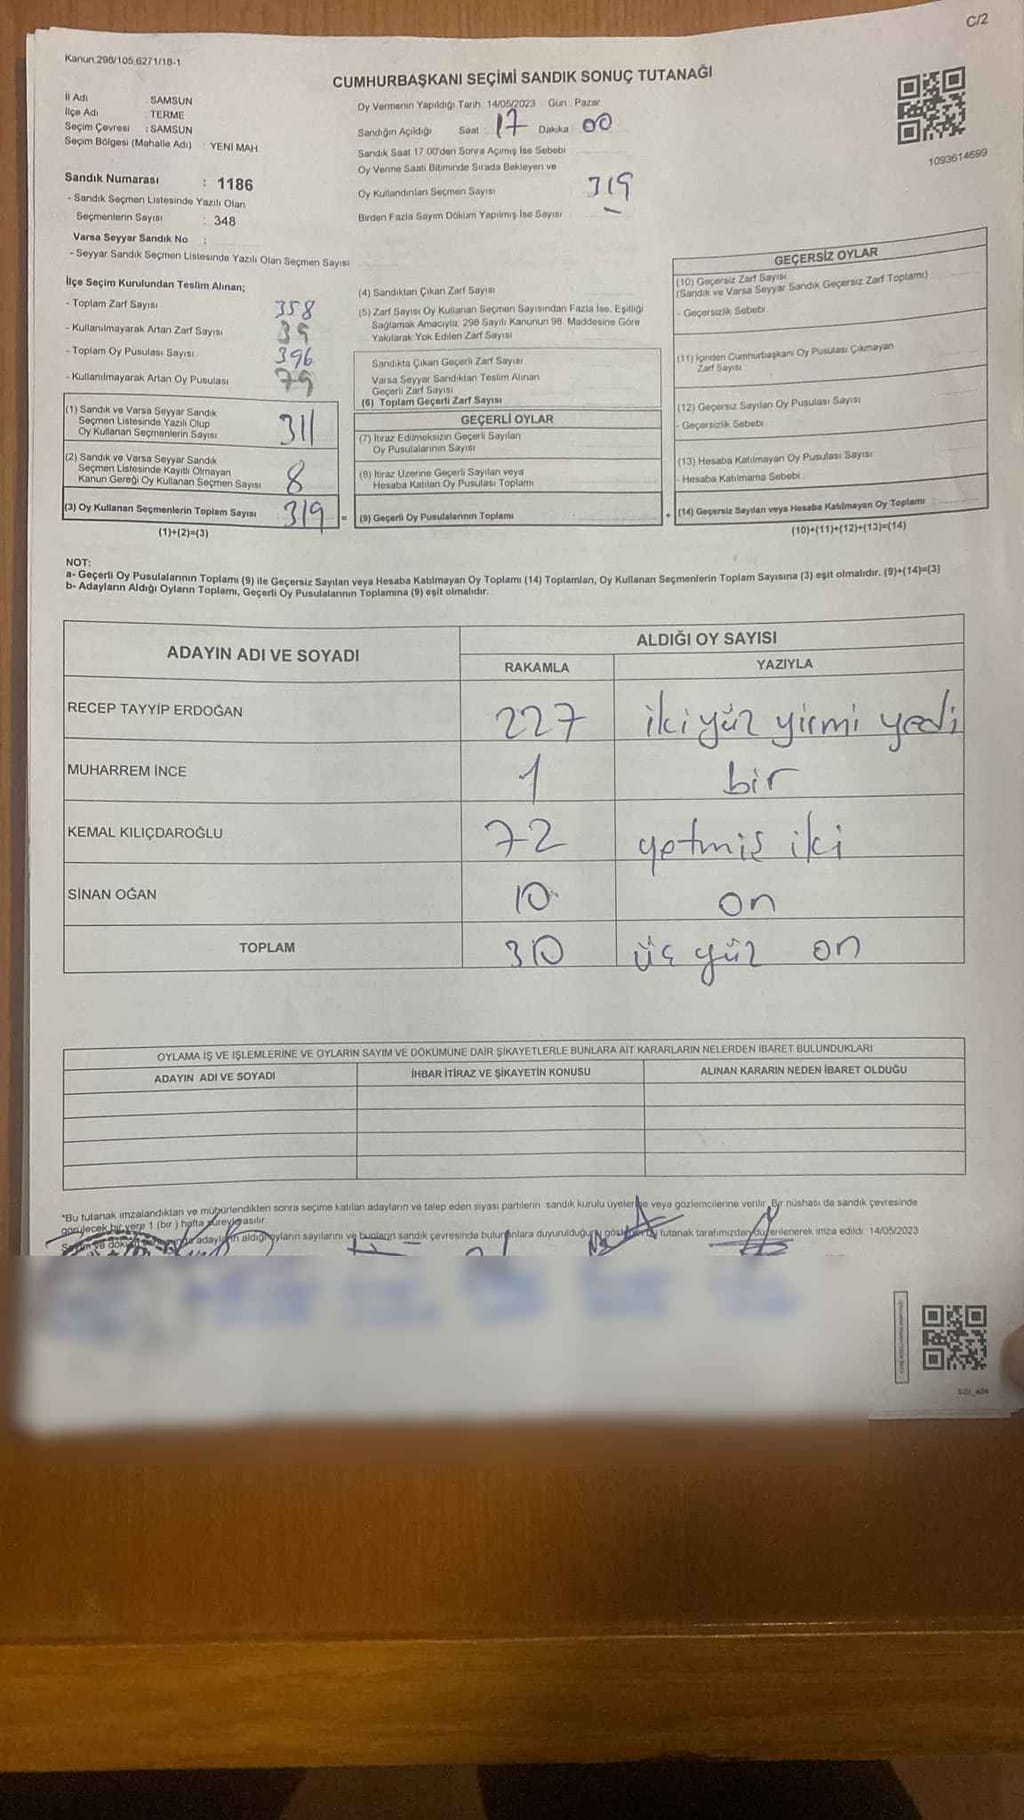 C/2
Kanun.298/105,6271/18-1
CUMHURBAŞKANI SEÇİMİ SANDIK SONUÇ TUTANAĞI
İl Adı : SAMSUN
İlçe Adı : TERME
Seçim Çevresi : SAMSUN
Seçim Bölgesi (Mahalle Adı) : YENİ MAH.
Sandık Numarası : 1186
- Sandık Seçmen Listesinde Yazılı Olan
Seçmenlerin Sayısı : 348
Varsa Seyyar Sandık No :
- Seyyar Sandık Seçmen Listesinde Yazılı Olan Seçmen Sayısı
Oy Vermenin Yapıldığı Tarih 14/05/2023 Gün : Pazar
Sandığın Açıldığı Saat : 17 Dakika 00
Sandık Saat 17.00'den Sonra Açımış İse Sebebi
Oy Verme Saati Bitiminde Sırada Bekleyen ve
Oy Kullandırılan Seçmen Sayısı 319
Birden Fazla Sayım Döküm Yapılmış İse Sayısı –
1093614699
İlçe Seçim Kurulundan Teslim Alınan;
- Toplam Zarf Sayısı 358
- Kullanılmayarak Artan Zarf Sayısı 39
- Toplam Oy Pusulası Sayısı 396
- Kullanılmayarak Artan Oy Pusulası 79
(1) Sandık ve Varsa Seyyar Sandık
Seçmen Listesinde Yazılı Olup
Oy Kullanan Seçmenlerin Sayısı 311
(2) Sandık ve Varsa Seyyar Sandık
Seçmen Listesinde Kayıtlı Olmayan
Kanun Gereği Oy Kullanan Seçmen Sayısı 8
(3) Oy Kullanan Seçmenlerin Toplam Sayısı 319 =
(1)+(2)=(3)
(4) Sandıktan Çıkan Zarf Sayısı
(5) Zarf Sayısı Oy Kullanan Seçmen Sayısından Fazla İse, Eşitliği
Sağlamak Amacıyla; 298 Sayılı Kanunun 98. Maddesine Göre
Yakılarak Yok Edilen Zarf Sayısı
Sandıkta Çıkan Geçerli Zarf Sayısı
Varsa Seyyar Sandıktan Teslim Alınan
Geçerli Zarf Sayısı
(6) Toplam Geçerli Zarf Sayısı
GEÇERLİ OYLAR
(7) İtiraz Edilmeksizin Geçerli Sayılan
Oy Pusulalarının Sayısı
(8) İtiraz Üzerine Geçerli Sayılan veya
Hesaba Katılan Oy Pusulası Toplamı
(9) Geçerli Oy Pusulalarının Toplamı +
GEÇERSİZ OYLAR
(10) Geçersiz Zarf Sayısı
(Sandık ve Varsa Seyyar Sandık Geçersiz Zarf Toplamı)
- Geçersizlik Sebebi
(11) İçinden Cumhurbaşkanı Oy Pusulası Çıkmayan
Zarf Sayısı
(12) Geçersiz Sayılan Oy Pusulası Sayısı
- Geçersizlik Sebebi
(13) Hesaba Katılmayan Oy Pusulası Sayısı
- Hesaba Katılmama Sebebi
(14) Geçersiz Sayılan veya Hesaba Katılmayan Oy Toplamı
(10)+(11)+(12)+(13)=(14)
NOT:
a- Geçerli Oy Pusulalarının Toplamı (9) ile Geçersiz Sayılan veya Hesaba Katılmayan Oy Toplamı (14) Toplamları, Oy Kullanan Seçmenlerin Toplam Sayısına (3) eşit olmalıdır. (9)+(14)=(3)
b- Adayların Aldığı Oyların Toplamı, Geçerli Oy Pusulalarının Toplamına (9) eşit olmalıdır.
ADAYIN ADI VE SOYADI ALDIĞI OY SAYISI
RAKAMLA YAZIYLA
RECEP TAYYİP ERDOĞAN 227 iki yüz yirmi yedi
MUHARREM İNCE 1 bir
KEMAL KILIÇDAROĞLU 72 yetmiş iki
SİNAN OĞAN 10 on
TOPLAM 310 üç yüz on
OYLAMA İŞ VE İŞLEMLERİNE VE OYLARIN SAYIM VE DÖKÜMÜNE DAİR ŞİKAYETLERLE BUNLARA AİT KARARLARIN NELERDEN İBARET BULUNDUKLARI
ADAYIN ADI VE SOYADI İHBAR İTİRAZ VE ŞİKAYETİN KONUSU ALINAN KARARIN NEDEN İBARET OLDUĞU
*Bu tutanak imzalandıktan ve mühürlendikten sonra seçime katılan adayların ve talep eden siyasi partilerin sandık kurulu üyelerine veya gözlemcilerine verilir. Bir nüshası da sandık çevresinde
görülecek bir yere 1 (bir) hafta süreyle asılır.
adayların aldığı oyların sayılarını ve bunların sandık çevresinde bulunanlara duyurulduğunu tutanak tarafımızdan düzenlenerek imza edildi. 14/05/2023